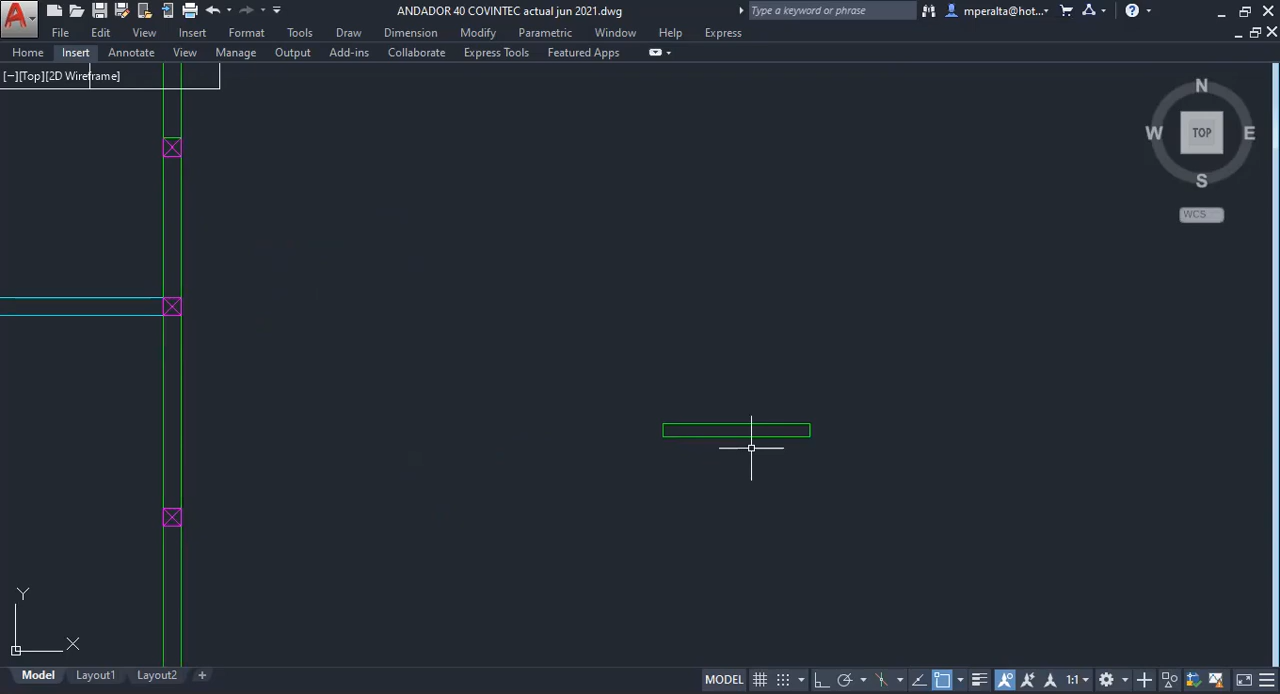 ANDADOR 40 COVINTEC actual jun 2021.dwg
Type a keyword or phrase
mperalta@hot...
File Edit View Insert Format Tools Draw Dimension Modify Parametric Window Help Express
Home Insert Annotate View Manage Output Add-ins Collaborate Express Tools Featured Apps
[−][Top][2D Wireframe]
N
W TOP E
S
WCS
Y
X
Model Layout1 Layout2 +
MODEL 1:1